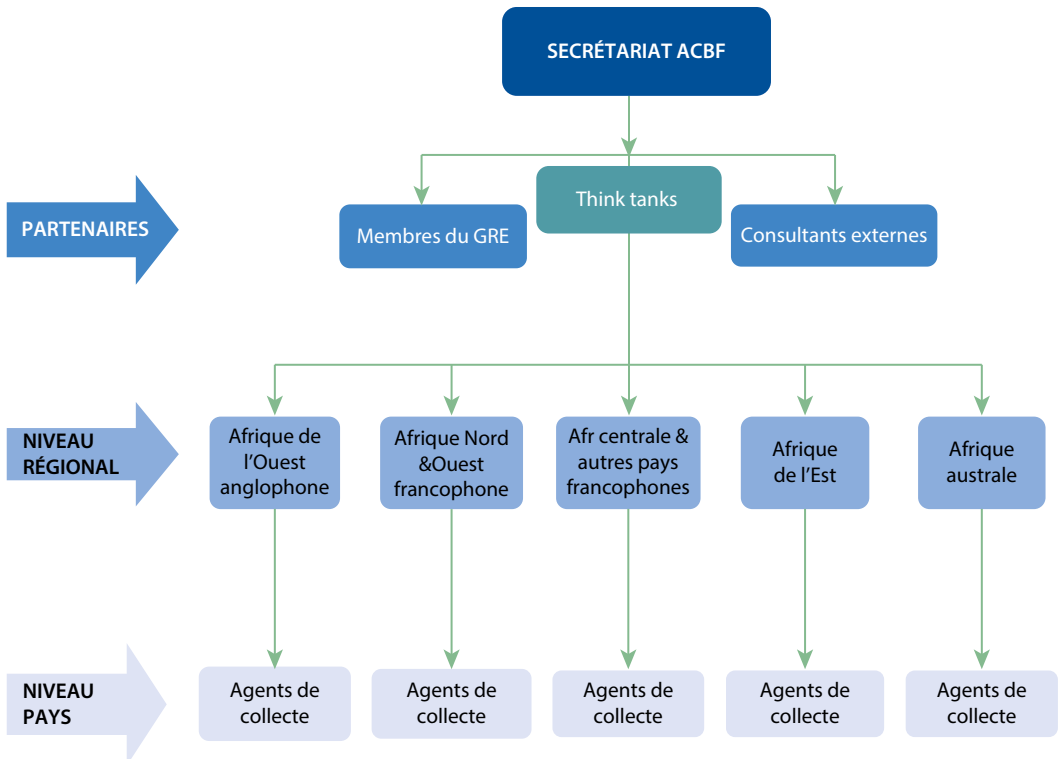 SECRÉTARIAT ACBF
PARTENAIRES
Membres du GRE
Think tanks
Consultants externes
NIVEAU
RÉGIONAL
Afrique de
l'Ouest
anglophone
Afrique Nord
&Ouest
francophone
Afr centrale &
autres pays
francophones
Afrique
de l'Est
Afrique
australe
NIVEAU
PAYS
Agents de
collecte
Agents de
collecte
Agents de
collecte
Agents de
collecte
Agents de
collecte